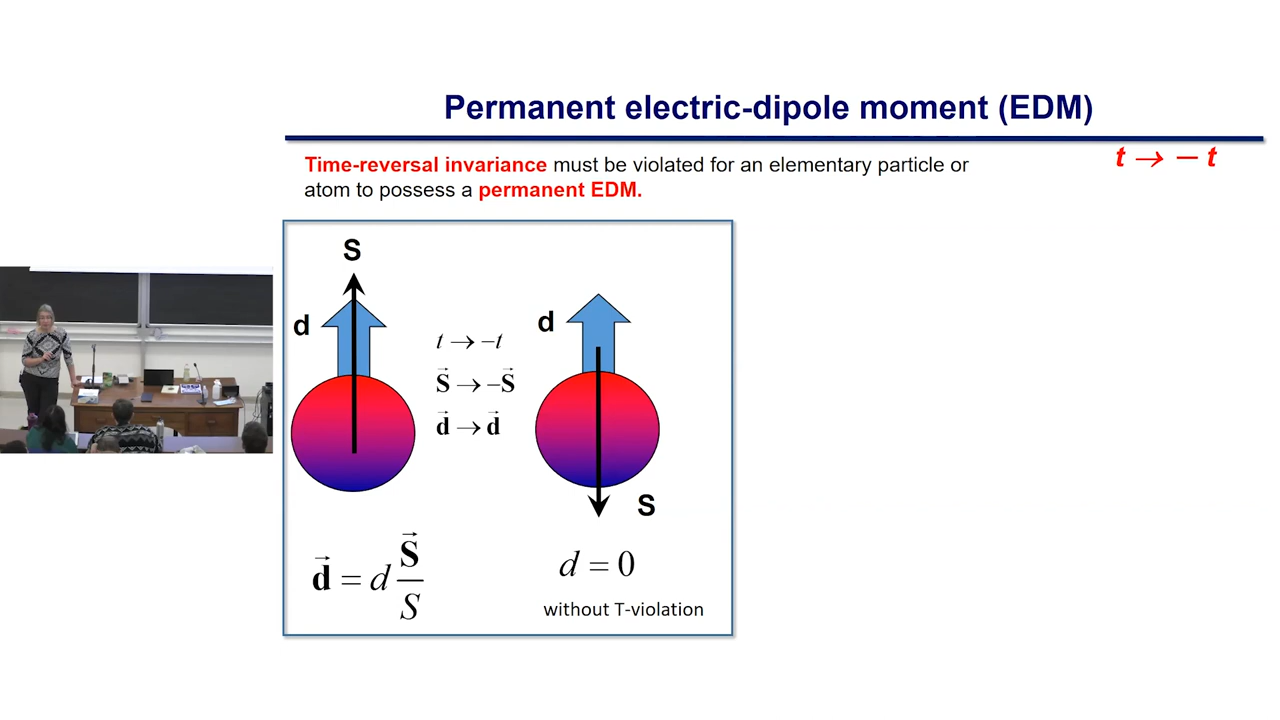 Permanent electric-dipole moment (EDM)
t → − t
Time-reversal invariance must be violated for an elementary particle or
atom to possess a permanent EDM.
S
d
t → −t
S⃗ → −S⃗
d⃗ → d⃗
d
S
d⃗ = d S⃗/S
d = 0
without T-violation